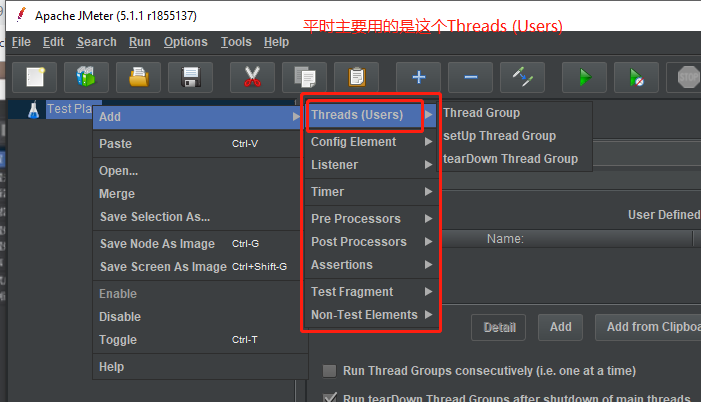 Apache JMeter (5.1.1 r1855137)
平时主要用的是这个Threads (Users)
File Edit Search Run Options Tools Help
STOP
Test Pla
Add
Paste Ctrl-V
Open...
Merge
Save Selection As...
Save Node As Image Ctrl-G
Save Screen As Image Ctrl+Shift-G
Enable
Disable
Toggle Ctrl-T
Help
Threads (Users)
Config Element
Listener
Timer
Pre Processors
Post Processors
Assertions
Test Fragment
Non-Test Elements
Thread Group
setUp Thread Group
tearDown Thread Group
User Defined
Name:
Detail Add Add from Clipboa
Run Thread Groups consecutively (i.e. one at a time)
Run tearDown Thread Groups after shutdown of main threads